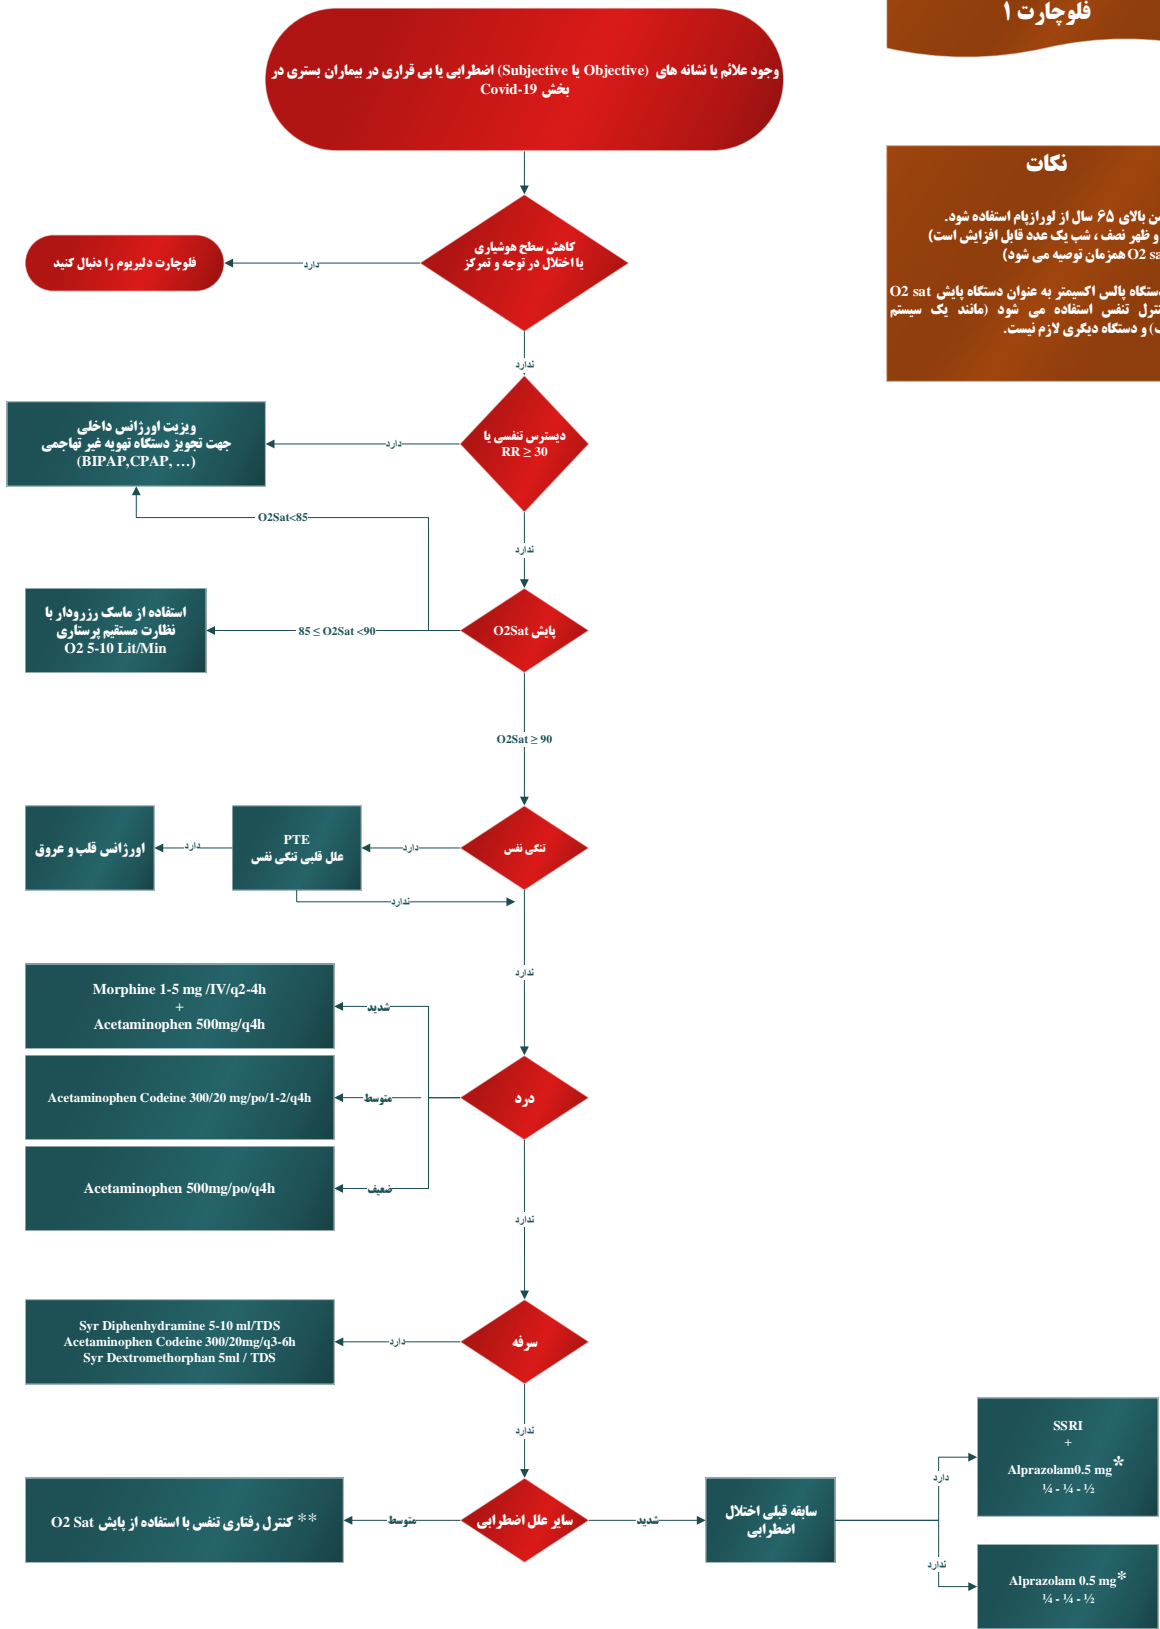 فلوچارت ۱
وجود علائم یا نشانه های (Objective یا Subjective) اضطرابی یا بی قراری در بیماران بستری در
بخش Covid-19
نکات
بالای ۶۵ سال از لورازپام استفاده شود.
و ظهر نصف ، شب یک عدد قابل افزایش است)
O2 همزمان توصیه می شود)
دستگاه پالس اکسیمتر به عنوان دستگاه پایش O2 sat
تنفس استفاده می شود (مانند یک سیستم
و دستگاه دیگری لازم نیست.
کاهش سطح هوشیاری
یا اختلال در توجه و تمرکز
دارد
فلوچارت دلیریوم را دنبال کنید
ندارد
دیسترس تنفسی یا
RR ≥ 30
دارد
ویزیت اورژانس داخلی
جهت تجویز دستگاه تهویه غیر تهاجمی
(BIPAP,CPAP, …)
O2Sat<85
ندارد
پایش O2Sat
85 ≤ O2Sat <90
استفاده از ماسک رزرودار با
نظارت مستقیم پرستاری
O2 5-10 Lit/Min
O2Sat ≥ 90
تنگی نفس
دارد
PTE
علل قلبی تنگی نفس
دارد
اورژانس قلب و عروق
ندارد
ندارد
درد
شدید
Morphine 1-5 mg /IV/q2-4h
+
Acetaminophen 500mg/q4h
متوسط
Acetaminophen Codeine 300/20 mg/po/1-2/q4h
ضعیف
Acetaminophen 500mg/po/q4h
ندارد
سرفه
دارد
Syr Diphenhydramine 5-10 ml/TDS
Acetaminophen Codeine 300/20mg/q3-6h
Syr Dextromethorphan 5ml / TDS
ندارد
سایر علل اضطرابی
متوسط
** کنترل رفتاری تنفس با استفاده از پایش O2 Sat
شدید
سابقه قبلی اختلال
اضطرابی
دارد
SSRI
+
Alprazolam0.5 mg*
¼ - ¼ - ½
ندارد
Alprazolam 0.5 mg*
¼ - ¼ - ½